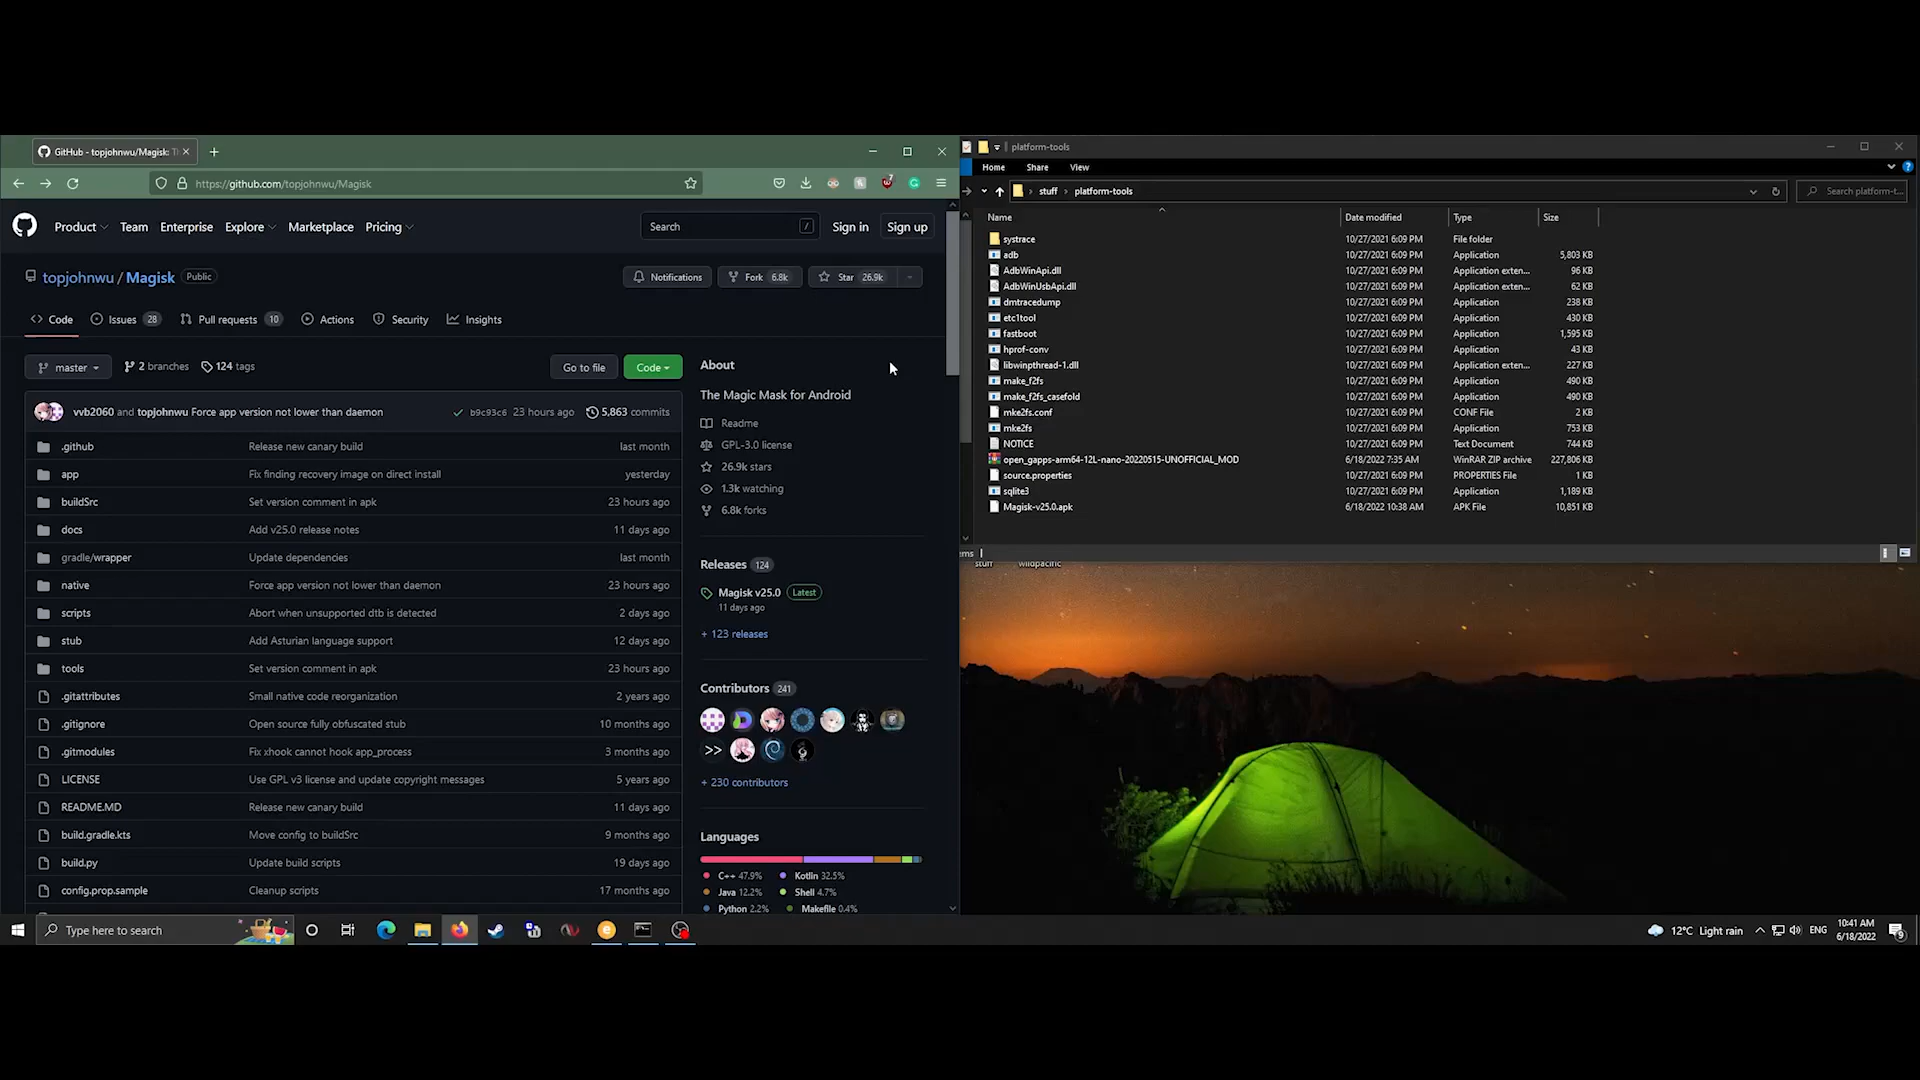 GitHub - topjohnwu/Magisk: T
https://github.com/topjohnwu/Magisk
Product
Team
Enterprise
Explore
Marketplace
Pricing
Search
/
Sign in
Sign up
topjohnwu / Magisk
Public
Notifications
Fork 6.8k
Star 26.9k
Code
Issues 28
Pull requests 10
Actions
Security
Insights
master
2 branches
124 tags
Go to file
Code
vvb2060 and topjohnwu Force app version not lower than daemon
b9c93c6 23 hours ago
5,863 commits
.github Release new canary build last month
app Fix finding recovery image on direct install yesterday
buildSrc Set version comment in apk 23 hours ago
docs Add v25.0 release notes 11 days ago
gradle/wrapper Update dependencies last month
native Force app version not lower than daemon 23 hours ago
scripts Abort when unsupported dtb is detected 2 days ago
stub Add Asturian language support 12 days ago
tools Set version comment in apk 23 hours ago
.gitattributes Small native code reorganization 2 years ago
.gitignore Open source fully obfuscated stub 10 months ago
.gitmodules Fix xhook cannot hook app_process 3 months ago
LICENSE Use GPL v3 license and update copyright messages 5 years ago
README.MD Release new canary build 11 days ago
build.gradle.kts Move config to buildSrc 9 months ago
build.py Update build scripts 19 days ago
config.prop.sample Cleanup scripts 17 months ago
About
The Magic Mask for Android
Readme
GPL-3.0 license
26.9k stars
1.3k watching
6.8k forks
Releases 124
Magisk v25.0 Latest
11 days ago
+ 123 releases
Contributors 241
+ 230 contributors
Languages
C++ 47.9% Kotlin 32.5%
Java 12.2% Shell 4.7%
Python 2.2% Makefile 0.4%
platform-tools
Home
Share
View
stuff
platform-tools
Search platform-t...
Name Date modified Type Size
systrace 10/27/2021 6:09 PM File folder
adb 10/27/2021 6:09 PM Application 5,803 KB
AdbWinApi.dll 10/27/2021 6:09 PM Application exten... 96 KB
AdbWinUsbApi.dll 10/27/2021 6:09 PM Application exten... 62 KB
dmtracedump 10/27/2021 6:09 PM Application 238 KB
etc1tool 10/27/2021 6:09 PM Application 430 KB
fastboot 10/27/2021 6:09 PM Application 1,595 KB
hprof-conv 10/27/2021 6:09 PM Application 43 KB
libwinpthread-1.dll 10/27/2021 6:09 PM Application exten... 227 KB
make_f2fs 10/27/2021 6:09 PM Application 490 KB
make_f2fs_casefold 10/27/2021 6:09 PM Application 490 KB
mke2fs.conf 10/27/2021 6:09 PM CONF File 2 KB
mke2fs 10/27/2021 6:09 PM Application 753 KB
NOTICE 10/27/2021 6:09 PM Text Document 744 KB
open_gapps-arm64-12L-nano-20220515-UNOFFICIAL_MOD 6/18/2022 7:35 AM WinRAR ZIP archive 227,806 KB
source.properties 10/27/2021 6:09 PM PROPERTIES File 1 KB
sqlite3 10/27/2021 6:09 PM Application 1,189 KB
Magisk-v25.0.apk 6/18/2022 10:38 AM APK File 10,851 KB
ems
stuff
wildpacific
Type here to search
12°C Light rain
ENG
10:41 AM
6/18/2022
9